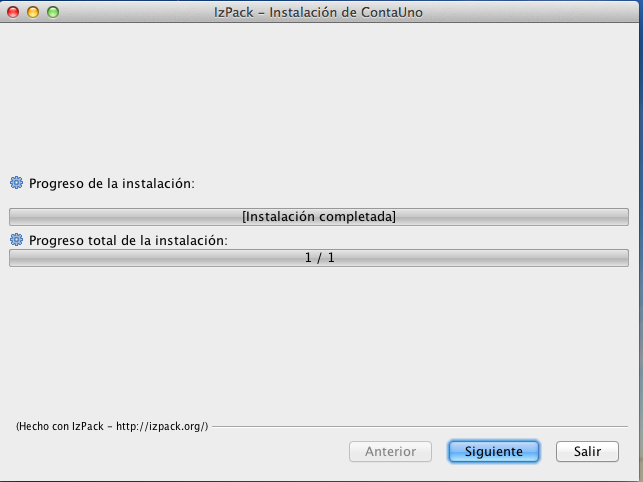 IzPack - Instalación de ContaUno
Progreso de la instalación:
[Instalación completada]
Progreso total de la instalación:
1 / 1
(Hecho con IzPack - http://izpack.org/)
Anterior Siguiente Salir